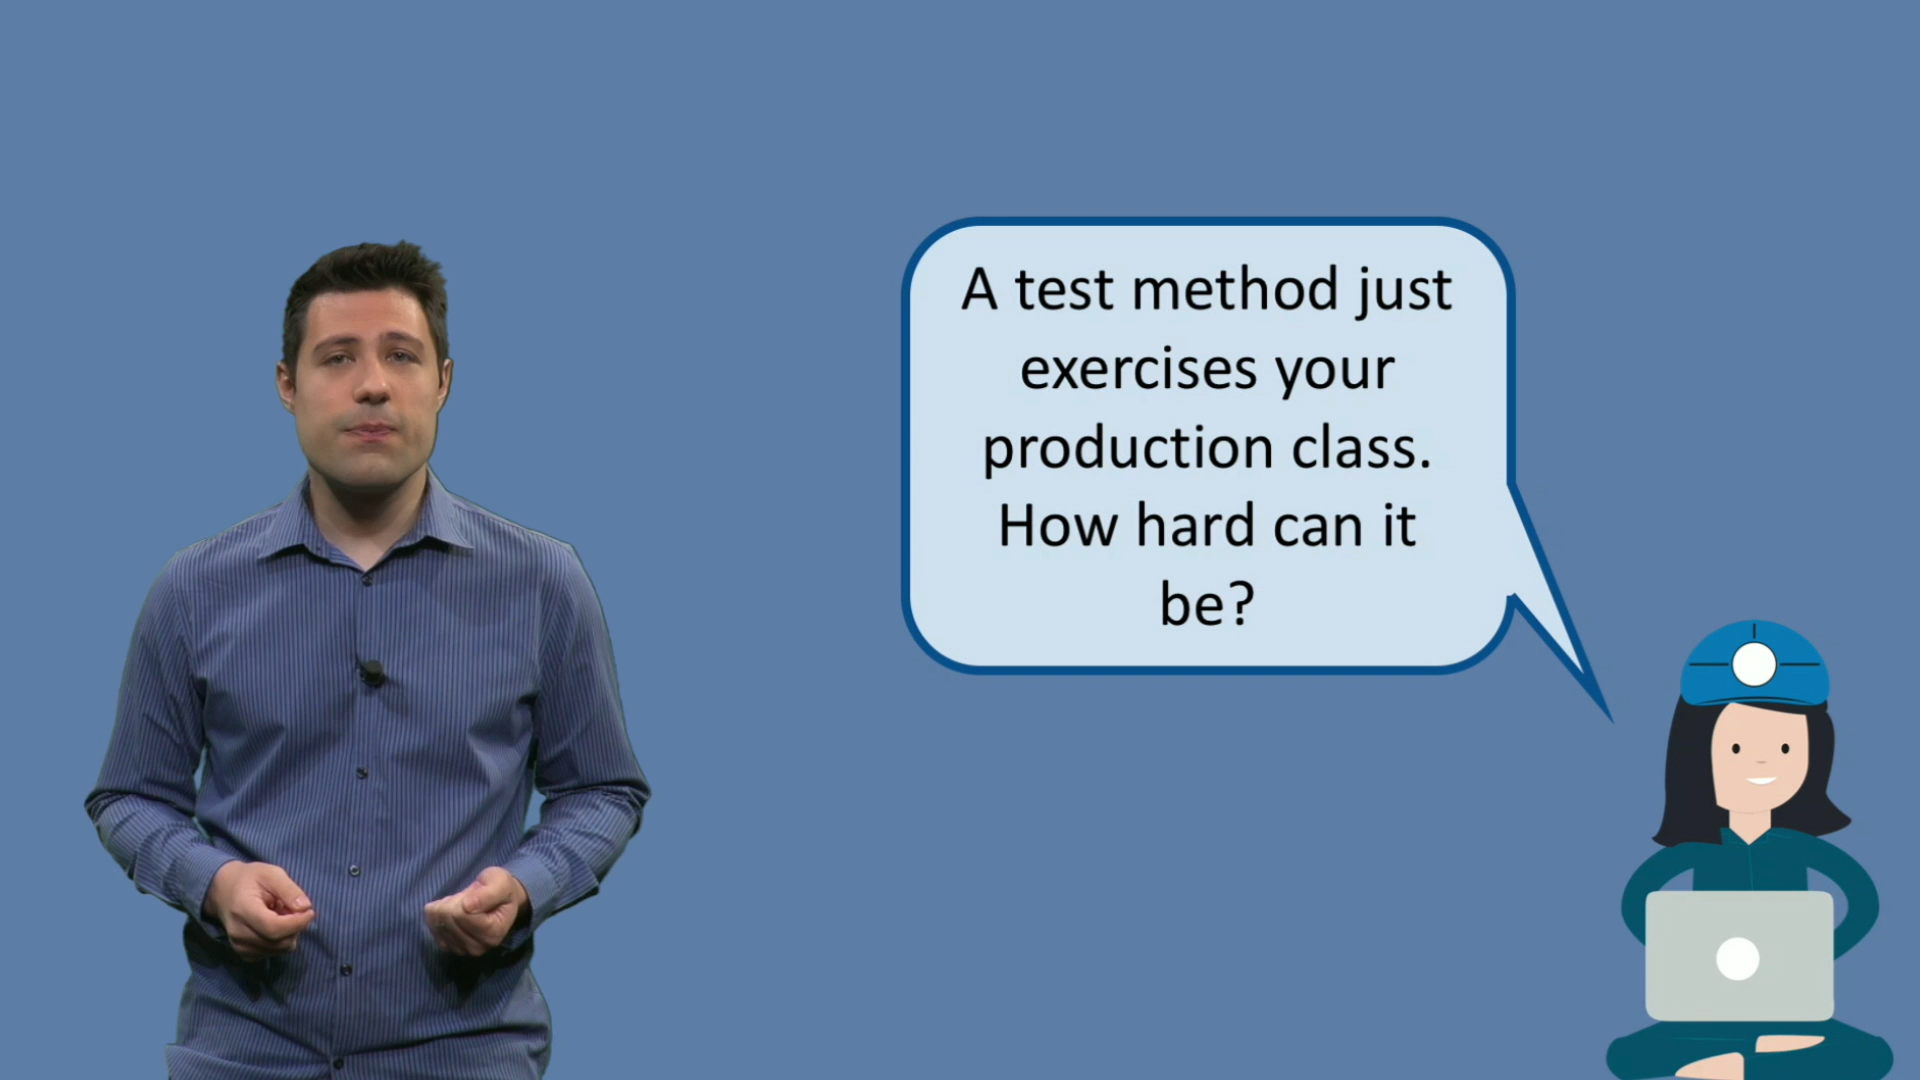 A test method just
exercises your
production class.
How hard can it
be?